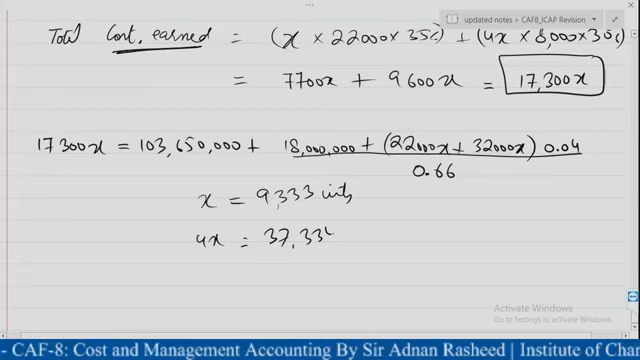 updated notes > CAF8_ICAP Revision
Total Cont. earned = (x × 22000 × 35%) + (4x × 8,000 × 30%)
= 7700x + 9600x = 17,300x
17300x = 103,650,000 + 18,000,000 + (22000x + 32000x) 0.04
0.66
x = 9,333 units
4x = 37,33
Activate Windows
Go to Settings to activate Windows.
- CAF-8: Cost and Management Accounting By Sir Adnan Rasheed | Institute of Char